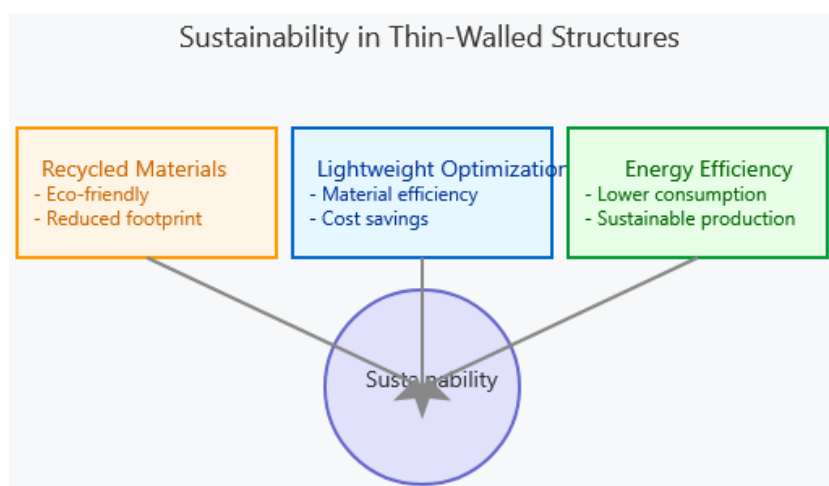 Sustainability in Thin-Walled Structures
Recycled Materials
- Eco-friendly
- Reduced footprint
Lightweight Optimization
- Material efficiency
- Cost savings
Energy Efficiency
- Lower consumption
- Sustainable production
Sustainability